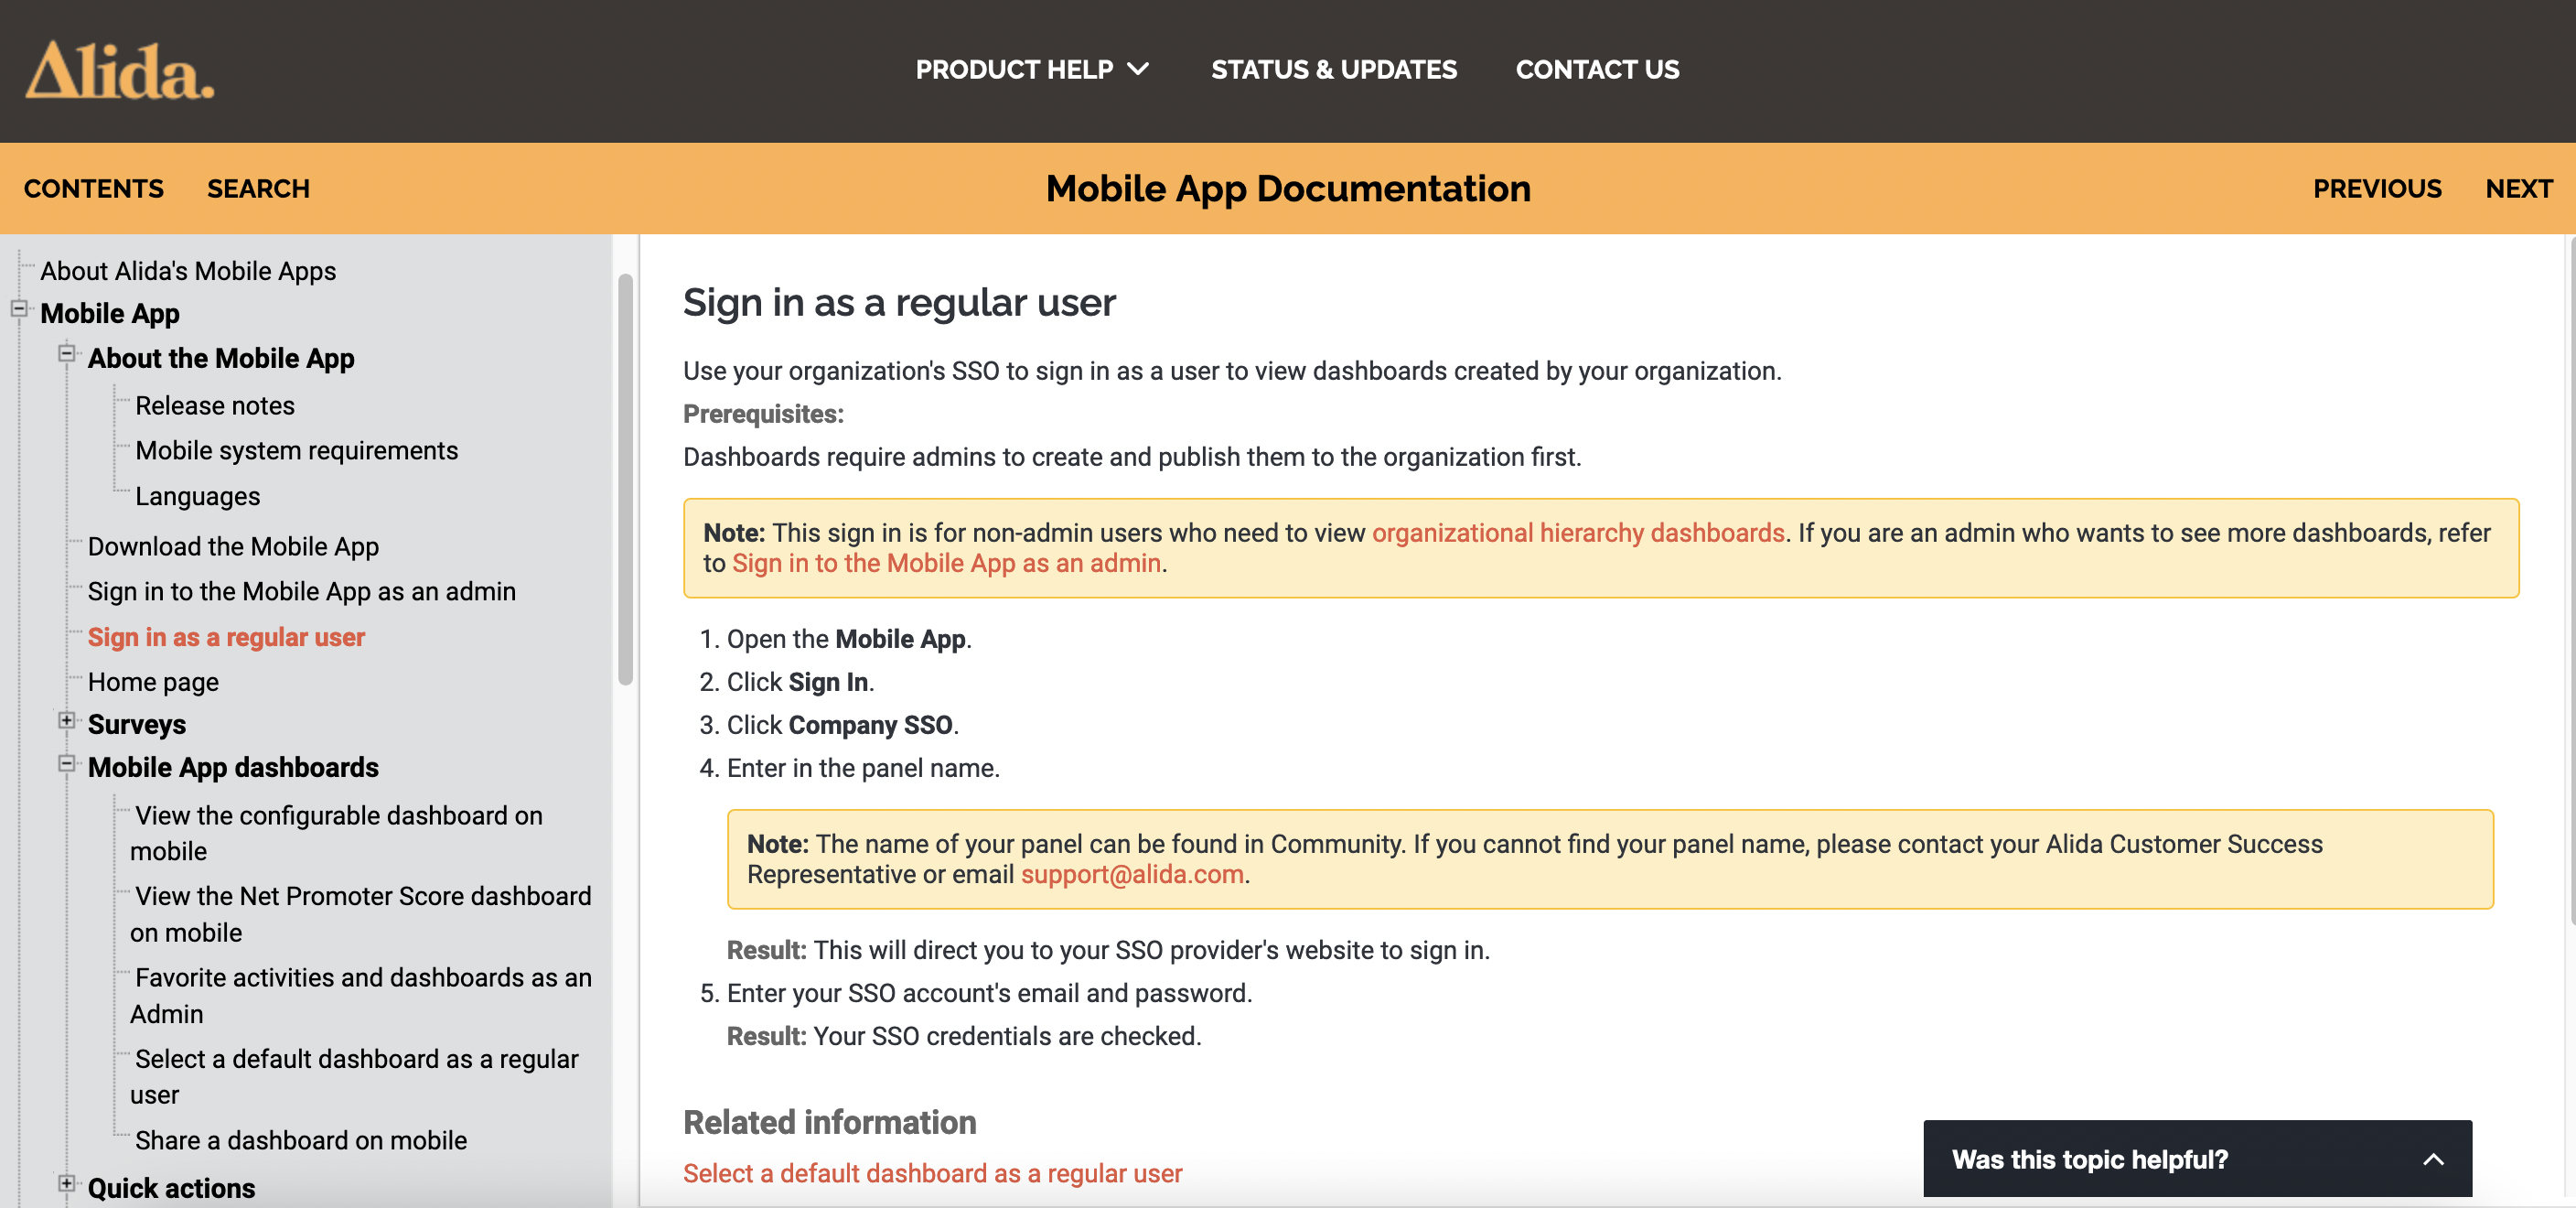 Alida.
PRODUCT HELP
STATUS & UPDATES
CONTACT US
CONTENTS
SEARCH
Mobile App Documentation
PREVIOUS
NEXT
About Alida's Mobile Apps
Mobile App
About the Mobile App
Release notes
Mobile system requirements
Languages
Download the Mobile App
Sign in to the Mobile App as an admin
Sign in as a regular user
Home page
Surveys
Mobile App dashboards
View the configurable dashboard on
mobile
View the Net Promoter Score dashboard
on mobile
Favorite activities and dashboards as an
Admin
Select a default dashboard as a regular
user
Share a dashboard on mobile
Quick actions
Sign in as a regular user
Use your organization's SSO to sign in as a user to view dashboards created by your organization.
Prerequisites:
Dashboards require admins to create and publish them to the organization first.
Note: This sign in is for non-admin users who need to view organizational hierarchy dashboards. If you are an admin who wants to see more dashboards, refer
to Sign in to the Mobile App as an admin.
1. Open the Mobile App.
2. Click Sign In.
3. Click Company SSO.
4. Enter in the panel name.
Note: The name of your panel can be found in Community. If you cannot find your panel name, please contact your Alida Customer Success
Representative or email support@alida.com.
Result: This will direct you to your SSO provider's website to sign in.
5. Enter your SSO account's email and password.
Result: Your SSO credentials are checked.
Related information
Select a default dashboard as a regular user
Was this topic helpful?